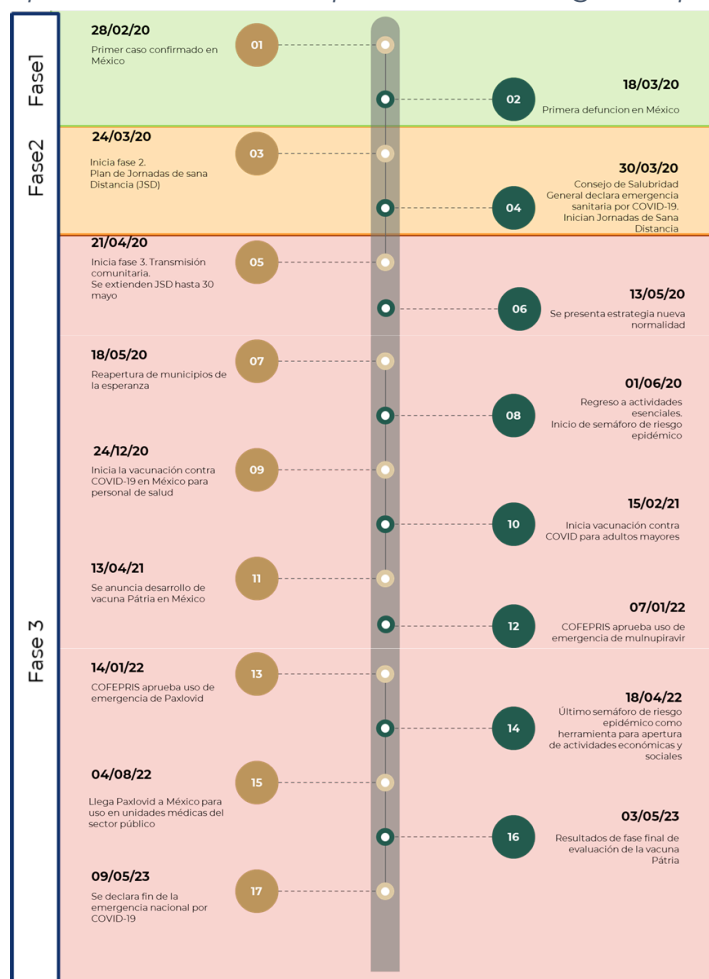 Fase1
28/02/20
Primer caso confirmado en
México
01
18/03/20
Primera defuncion en México
02
Fase2
24/03/20
Inicia fase 2.
Plan de Jornadas de sana
Distancia (JSD)
03
30/03/20
Consejo de Salubridad
General declara emergencia
sanitaria por COVID-19.
Inician Jornadas de Sana
Distancia
04
Fase 3
21/04/20
Inicia fase 3. Transmisión
comunitaria.
Se extienden JSD hasta 30
mayo
05
13/05/20
Se presenta estrategia nueva
normalidad
06
18/05/20
Reapertura de municipios de
la esperanza
07
01/06/20
Regreso a actividades
esenciales.
Inicio de semáforo de riesgo
epidémico
08
24/12/20
Inicia la vacunación contra
COVID-19 en México para
personal de salud
09
15/02/21
Inicia vacunación contra
COVID para adultos mayores
10
13/04/21
Se anuncia desarrollo de
vacuna Pátria en México
11
07/01/22
COFEPRIS aprueba uso de
emergencia de mulnupiravir
12
14/01/22
COFEPRIS aprueba uso de
emergencia de Paxlovid
13
18/04/22
Último semáforo de riesgo
epidémico como
herramienta para apertura
de actividades económicas y
sociales
14
04/08/22
Llega Paxlovid a México para
uso en unidades médicas del
sector público
15
03/05/23
Resultados de fase final de
evaluación de la vacuna
Pátria
16
09/05/23
Se declara fin de la
emergencia nacional por
COVID-19
17